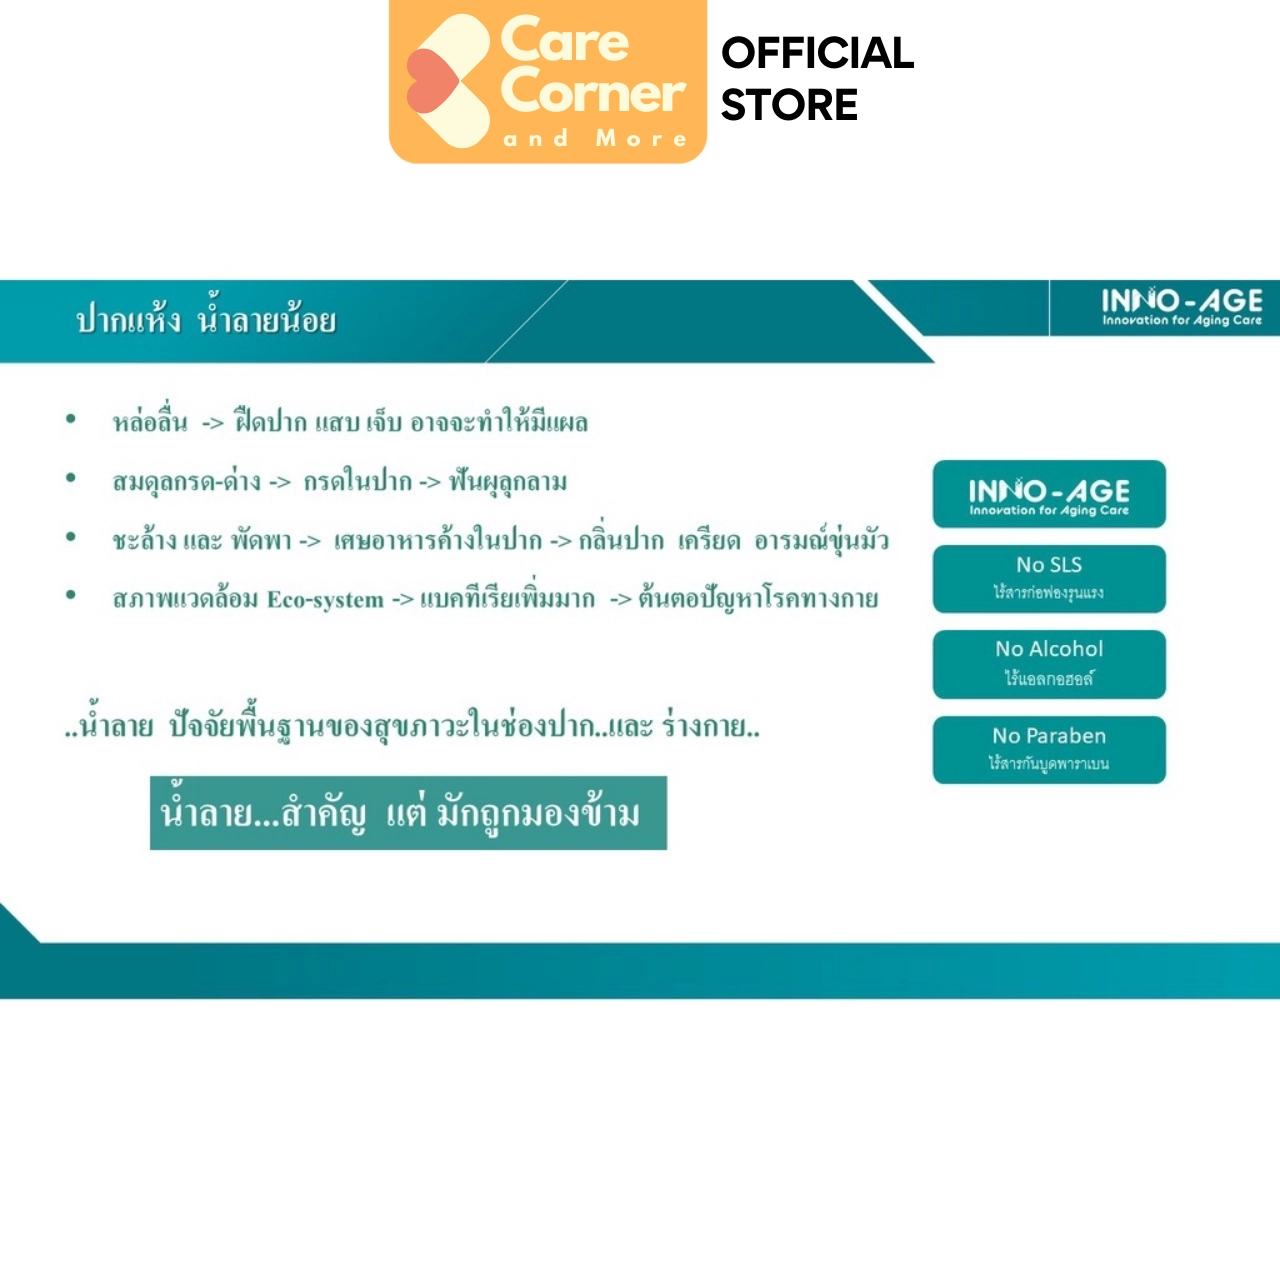 Care
Corner
and More
OFFICIAL
STORE
ปากแห้ง น้ำลายน้อย
INNO-AGE
Innovation for Aging Care
• หล่อลื่น -> ฝืดปาก แสบ เจ็บ อาจจะทำให้มีแผล
• สมดุลกรด-ด่าง -> กรดในปาก -> ฟันผุลุกลาม
• ชะล้าง และ พัดพา -> เศษอาหารค้างในปาก -> กลิ่นปาก เครียด อารมณ์ขุ่นมัว
• สภาพแวดล้อม Eco-system -> แบคทีเรียเพิ่มมาก -> ต้นตอปัญหาโรคทางกาย
..น้ำลาย ปัจจัยพื้นฐานของสุขภาวะในช่องปาก..และ ร่างกาย..
น้ำลาย...สำคัญ แต่ มักถูกมองข้าม
INNO-AGE
Innovation for Aging Care
No SLS
ไร้สารก่อฟองรุนแรง
No Alcohol
ไร้แอลกอฮอล์
No Paraben
ไร้สารกันบูดพาราเบน